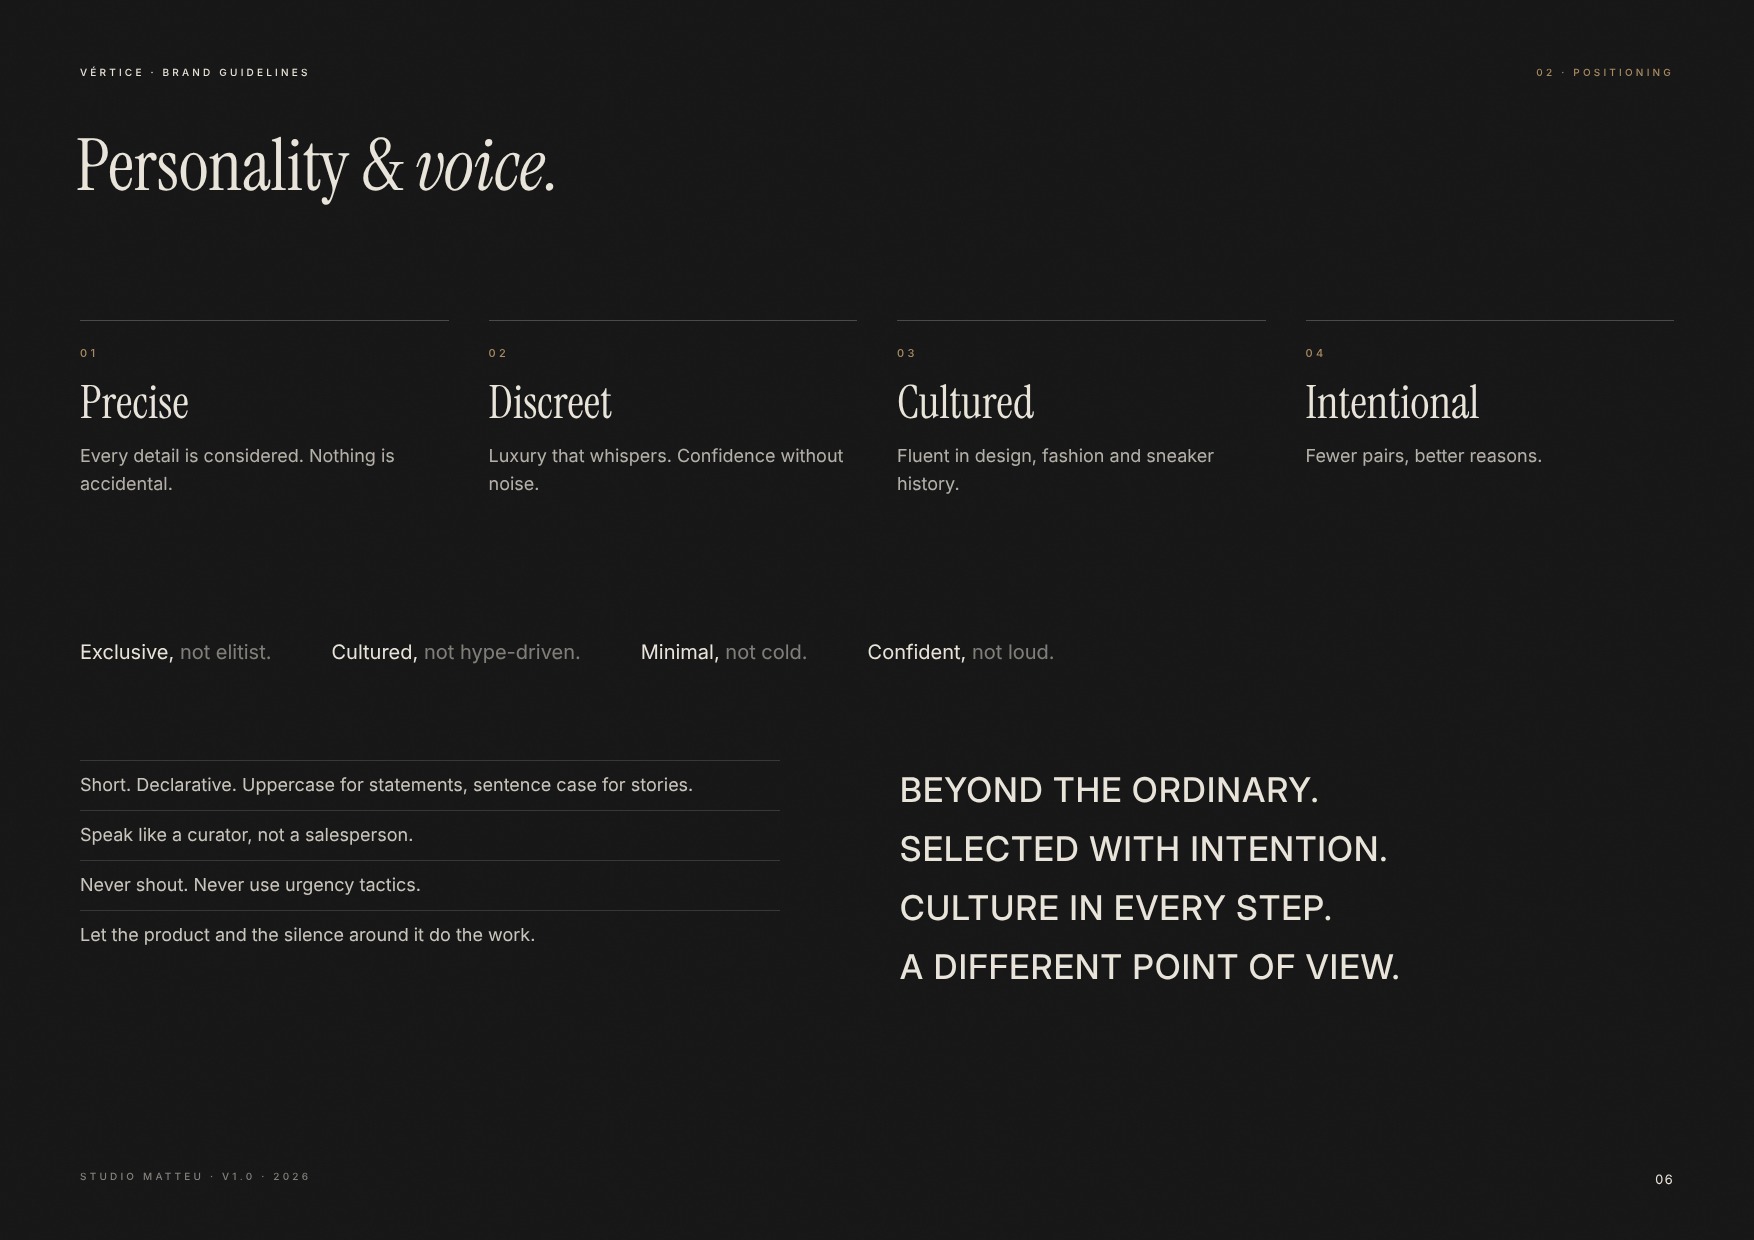 VÉRTICE · BRAND GUIDELINES
02 · POSITIONING
Personality & voice.
01
Precise
Every detail is considered. Nothing is
accidental.
02
Discreet
Luxury that whispers. Confidence without
noise.
03
Cultured
Fluent in design, fashion and sneaker
history.
04
Intentional
Fewer pairs, better reasons.
Exclusive, not elitist.
Cultured, not hype-driven.
Minimal, not cold.
Confident, not loud.
Short. Declarative. Uppercase for statements, sentence case for stories.
Speak like a curator, not a salesperson.
Never shout. Never use urgency tactics.
Let the product and the silence around it do the work.
BEYOND THE ORDINARY.
SELECTED WITH INTENTION.
CULTURE IN EVERY STEP.
A DIFFERENT POINT OF VIEW.
STUDIO MATTEU · V1.0 · 2026
06